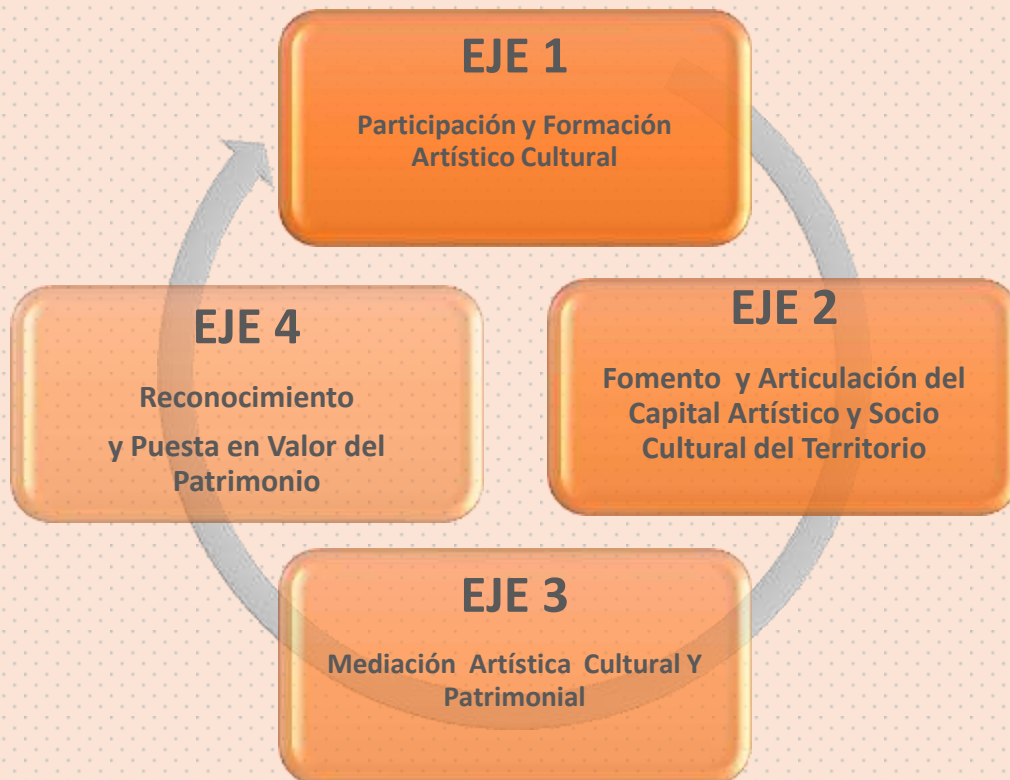 EJE 1
Participación y Formación
Artístico Cultural
EJE 2
Fomento y Articulación del
Capital Artístico y Socio
Cultural del Territorio
EJE 3
Mediación Artística Cultural Y
Patrimonial
EJE 4
Reconocimiento
y Puesta en Valor del
Patrimonio